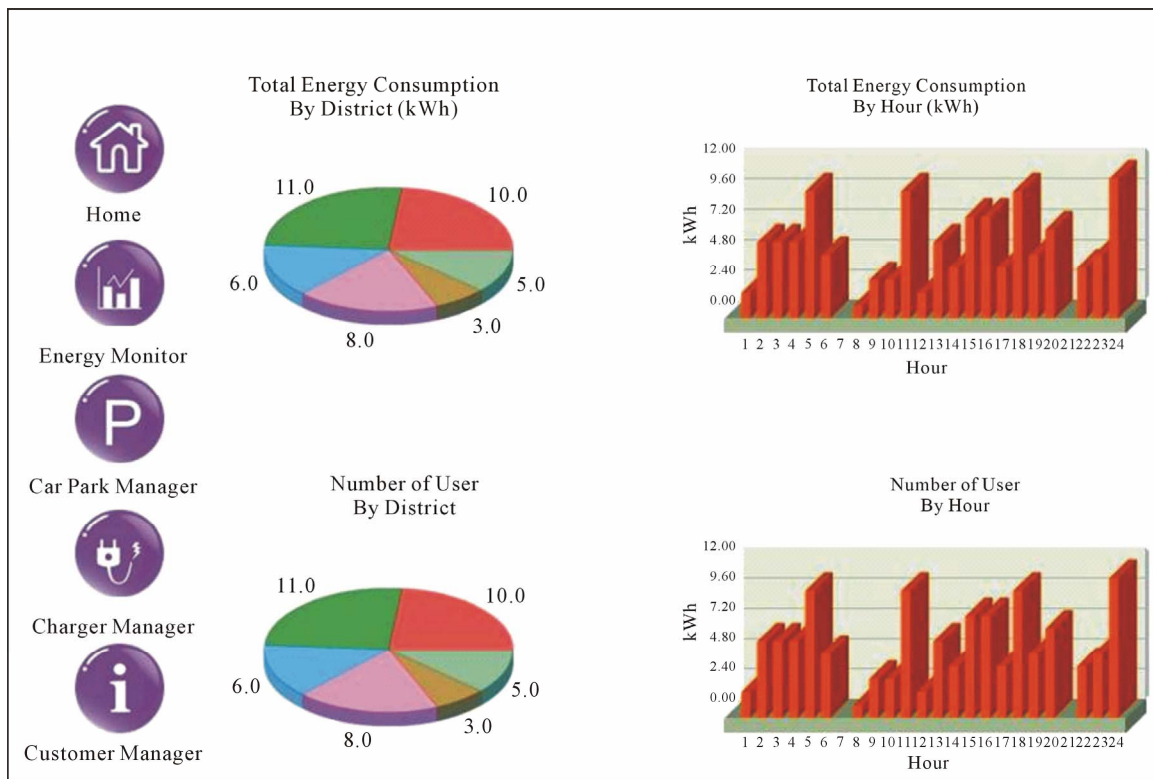 Home
Energy Monitor
P
Car Park Manager
Charger Manager
i
Customer Manager
Total Energy Consumption
By District (kWh)
11.0
10.0
6.0
5.0
8.0
3.0
Total Energy Consumption
By Hour (kWh)
12.00
9.60
7.20
4.80
2.40
0.00
kWh
1 2 3 4 5 6 7 8 9 10 11 12 13 14 15 16 17 18 19 20 21 22 23 24
Hour
Number of User
By District
11.0
10.0
6.0
5.0
8.0
3.0
Number of User
By Hour
12.00
9.60
7.20
4.80
2.40
0.00
kWh
1 2 3 4 5 6 7 8 9 10 11 12 13 14 15 16 17 18 19 20 21 22 23 24
Hour